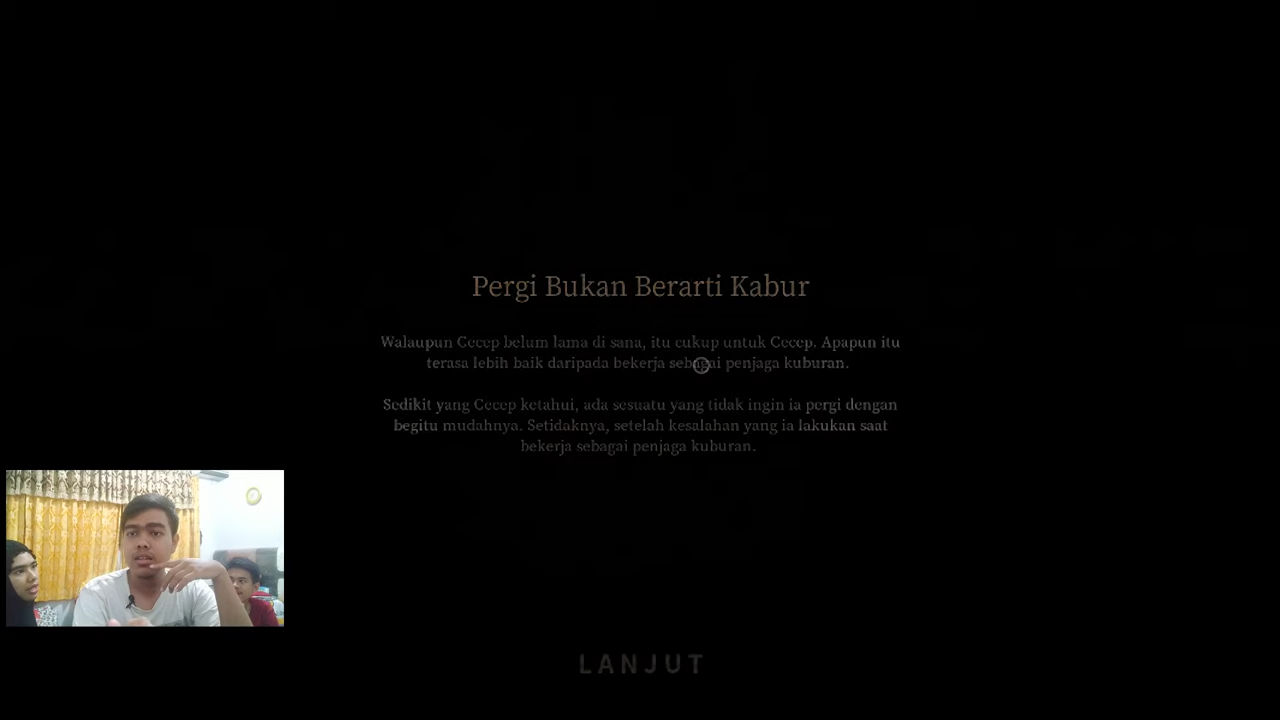 Pergi Bukan Berarti Kabur
Walaupun Cecep belum lama di sana, itu cukup untuk Cecep. Apapun itu
terasa lebih baik daripada bekerja sebagai penjaga kuburan.
Sedikit yang Cecep ketahui, ada sesuatu yang tidak ingin ia pergi dengan
begitu mudahnya. Setidaknya, setelah kesalahan yang ia lakukan saat
bekerja sebagai penjaga kuburan.
LANJUT